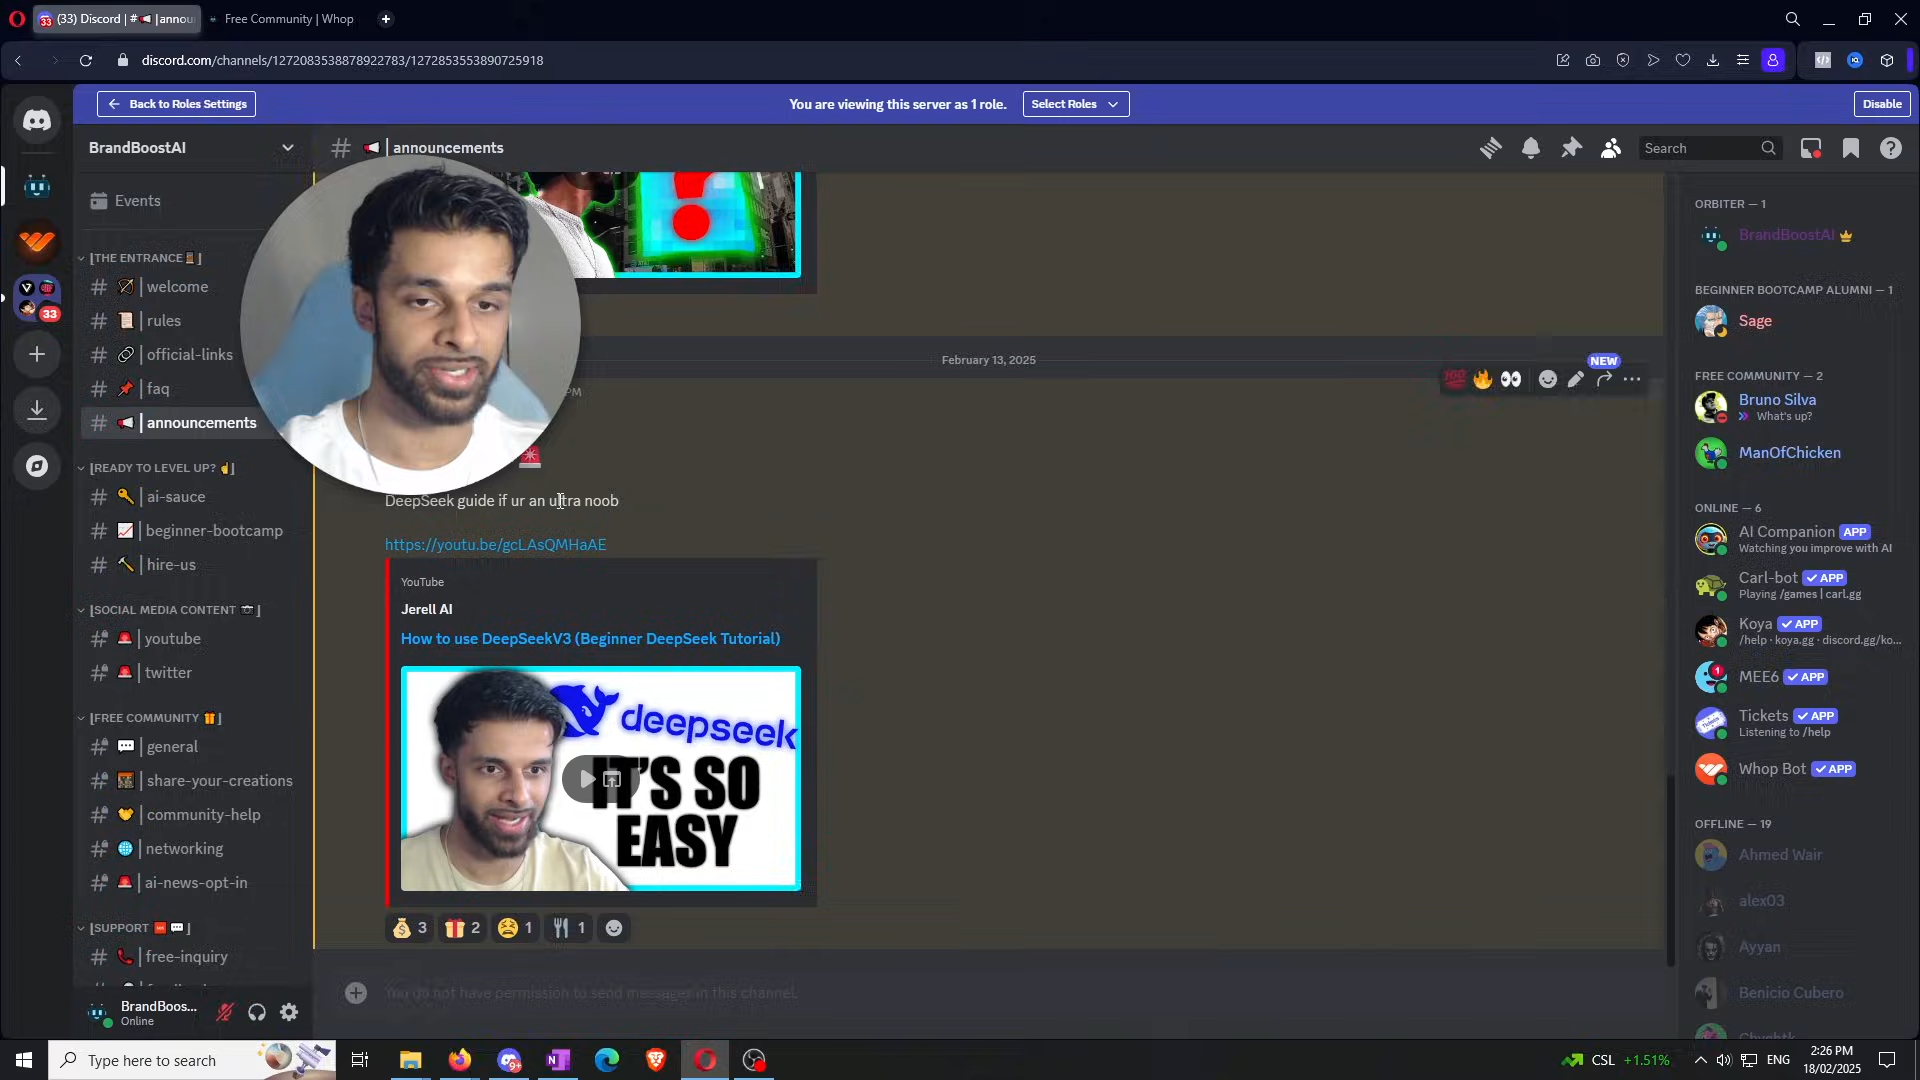 (33) Discord | # | annou
Free Community | Whop
discord.com/channels/1272083538878922783/1272853553890725918
Back to Roles Settings
You are viewing this server as 1 role.
Select Roles
Disable
BrandBoostAI
Events
[THE ENTRANCE]
welcome
rules
official-links
faq
announcements
[READY TO LEVEL UP?]
ai-sauce
beginner-bootcamp
hire-us
[SOCIAL MEDIA CONTENT]
youtube
twitter
[FREE COMMUNITY]
general
share-your-creations
community-help
networking
ai-news-opt-in
[SUPPORT]
free-inquiry
33
BrandBoos...
Online
# | announcements
Search
February 13, 2025
NEW
PM
DeepSeek guide if ur an ultra noob
https://youtu.be/gcLAsQMHaAE
YouTube
Jerell AI
How to use DeepSeekV3 (Beginner DeepSeek Tutorial)
deepseek
IT'S SO
EASY
3 2 1 1
You do not have permission to send messages in this channel.
ORBITER — 1
BrandBoostAI
BEGINNER BOOTCAMP ALUMNI — 1
Sage
FREE COMMUNITY — 2
Bruno Silva
What's up?
ManOfChicken
ONLINE — 6
AI Companion APP
Watching you improve with AI
Carl-bot ✓ APP
Playing /games | carl.gg
Koya ✓ APP
/help · koya.gg · discord.gg/ko...
MEE6 ✓ APP
Tickets ✓ APP
Listening to /help
Whop Bot ✓ APP
OFFLINE — 19
Ahmed Wair
alex03
Ayyan
Benicio Cubero
Type here to search
CSL +1.51%
ENG
2:26 PM
18/02/2025